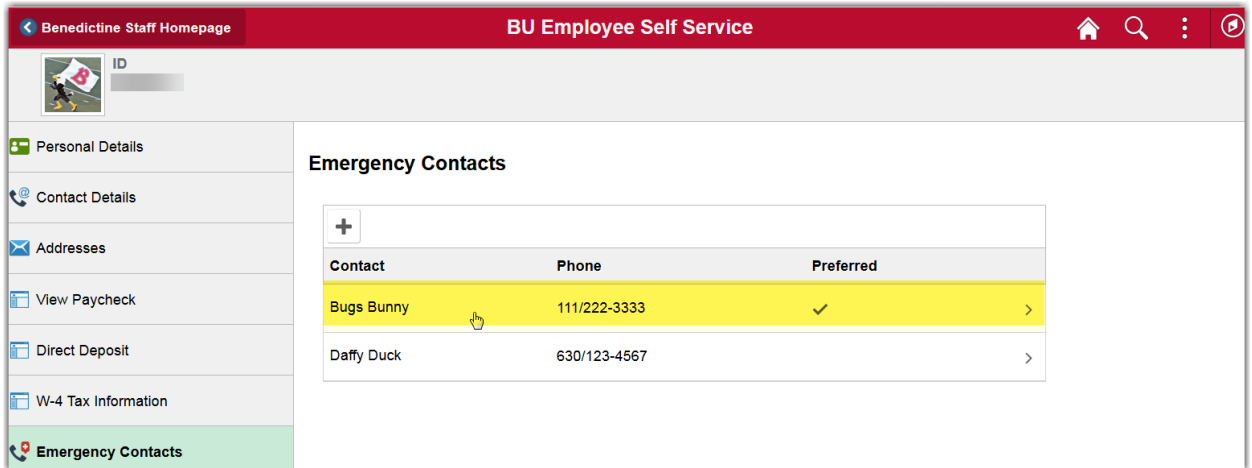 Benedictine Staff Homepage
BU Employee Self Service
ID
B
Personal Details
Contact Details
Addresses
View Paycheck
Direct Deposit
W-4 Tax Information
Emergency Contacts
Emergency Contacts
Contact Phone Preferred
Bugs Bunny 111/222-3333
Daffy Duck 630/123-4567